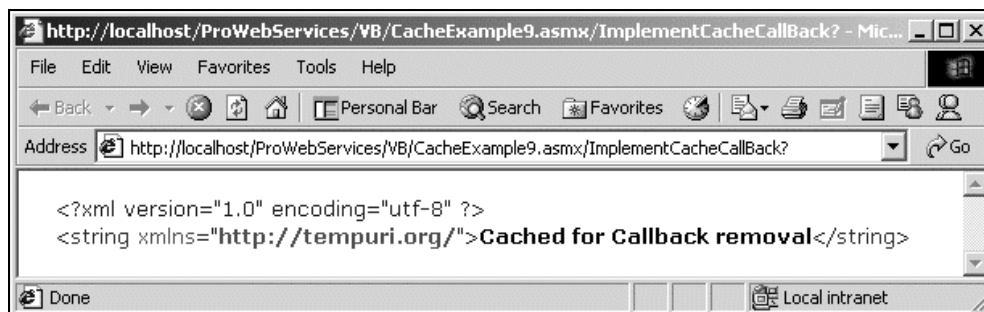 http://localhost/ProWebServices/VB/CacheExample9.asmx/ImplementCacheCallBack? - Mic...
File Edit View Favorites Tools Help
Back Personal Bar Search Favorites
Address http://localhost/ProWebServices/VB/CacheExample9.asmx/ImplementCacheCallBack? Go
<?xml version="1.0" encoding="utf-8" ?>
<string xmlns="http://tempuri.org/">Cached for Callback removal</string>
Done Local intranet